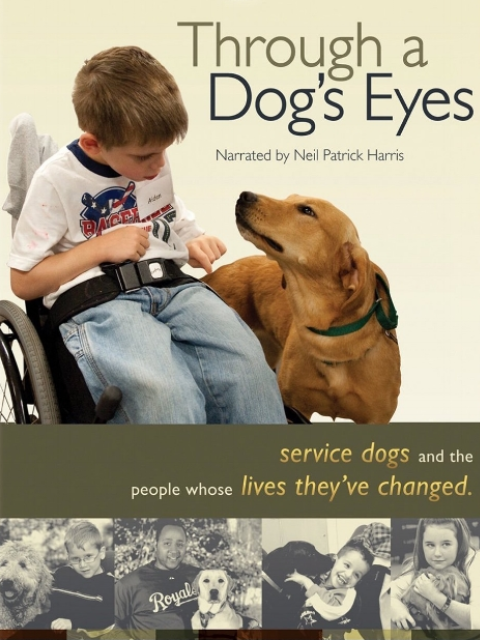 Through a
Dog's Eyes
Narrated by Neil Patrick Harris
Aidan
service dogs and the
people whose lives they've changed.
Royals